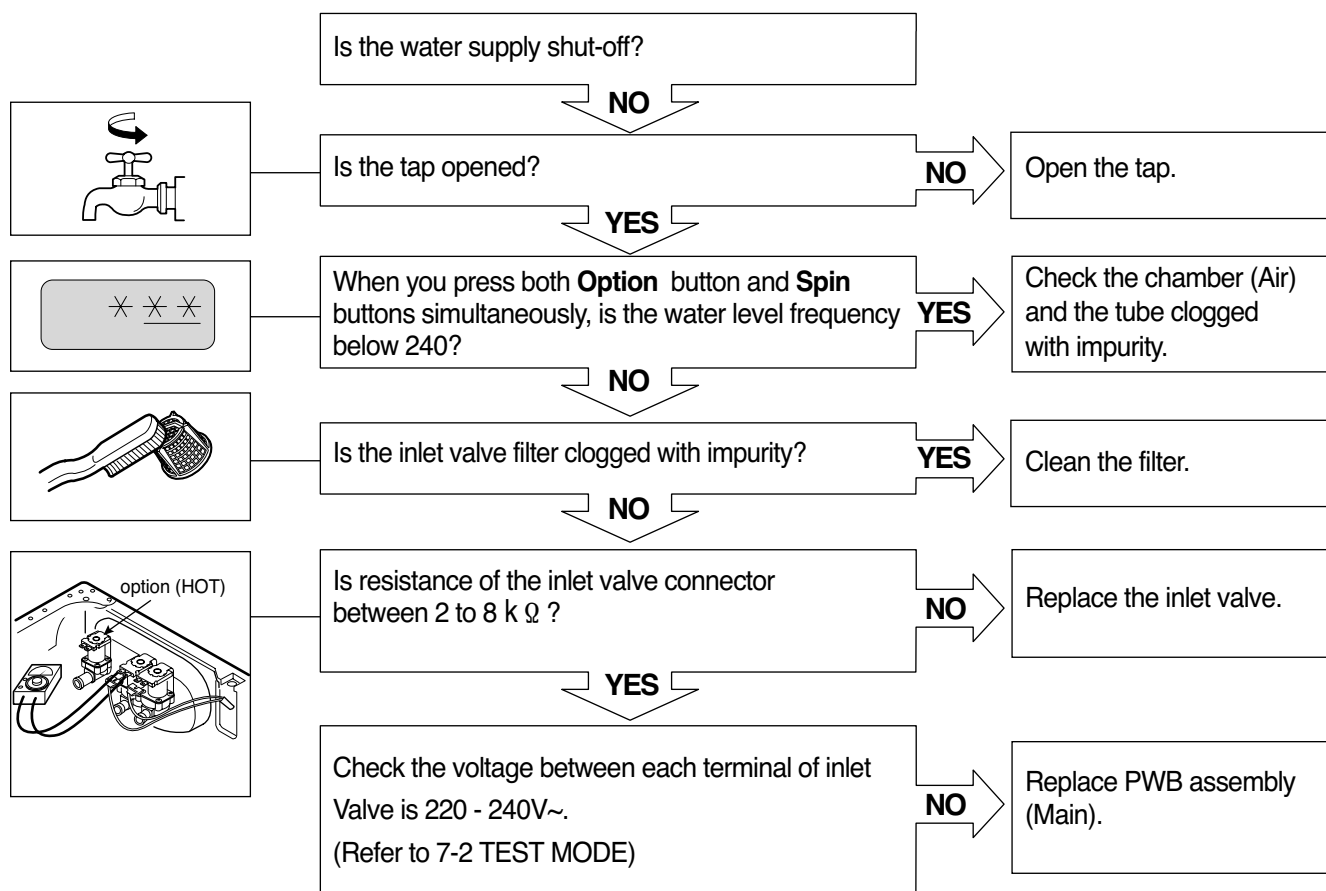 Is the water supply shut-off?
NO
Is the tap opened?
NO
Open the tap.
YES
When you press both Option button and Spin
buttons simultaneously, is the water level frequency
below 240?
YES
Check the chamber (Air)
and the tube clogged
with impurity.
NO
Is the inlet valve filter clogged with impurity?
YES
Clean the filter.
NO
option (HOT)
Is resistance of the inlet valve connector
between 2 to 8 k Ω ?
NO
Replace the inlet valve.
YES
Check the voltage between each terminal of inlet
Valve is 220 - 240V~.
(Refer to 7-2 TEST MODE)
NO
Replace PWB assembly
(Main).